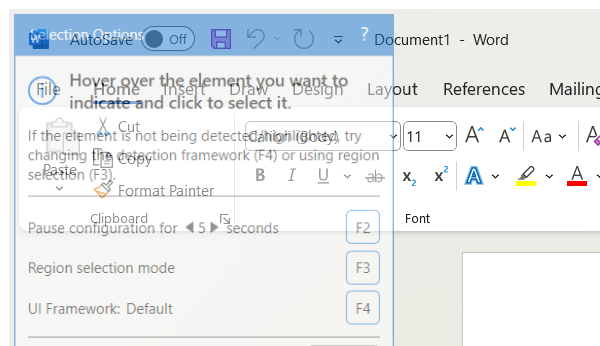 Selection Options ?
AutoSave Off Document1 - Word
File Home Insert Draw Design Layout References Mailing
Hover over the element you want to
indicate and click to select it.
Cut
Copy
Format Painter
Paste
Clipboard
Calibri (Body) 11 A A Aa A
B I U ab x₂ x² A A
Font
If the element is not being detected/highlighted, try
changing the detection framework (F4) or using region
selection (F3).
Pause configuration for 5 seconds F2
Region selection mode F3
UI Framework: Default F4